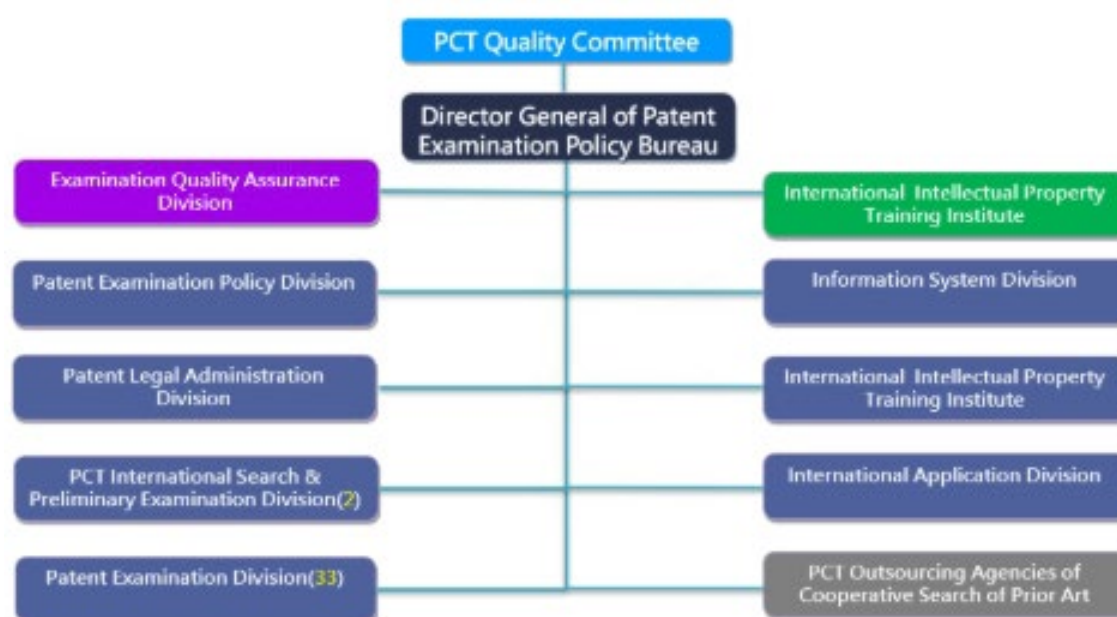 PCT Quality Committee
Director General of Patent
Examination Policy Bureau
Examination Quality Assurance
Division
International Intellectual Property
Training Institute
Patent Examination Policy Division
Information System Division
Patent Legal Administration
Division
International Intellectual Property
Training Institute
PCT International Search &
Preliminary Examination Division(2)
International Application Division
Patent Examination Division(33)
PCT Outsourcing Agencies of
Cooperative Search of Prior Art